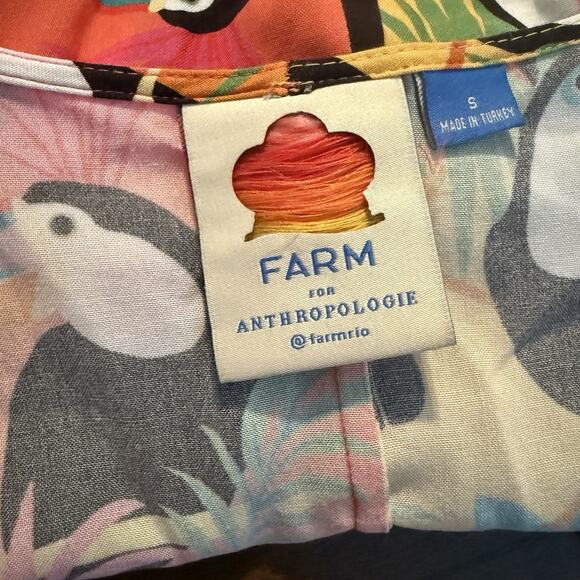 FARM
FOR
ANTHROPOLOGIE
@farmrio
S
MADE IN TURKEY